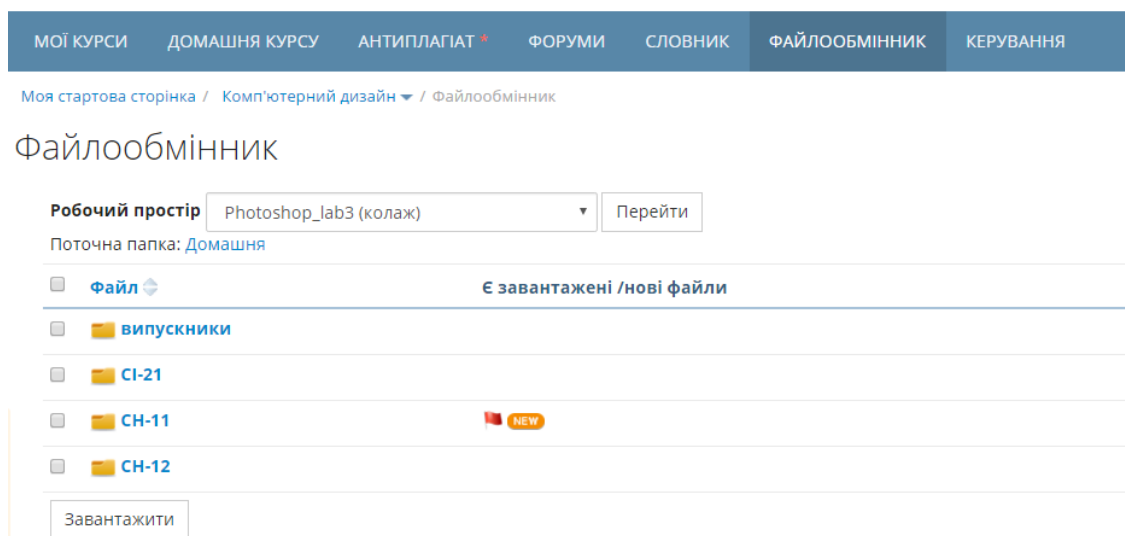 МОЇ КУРСИ ДОМАШНЯ КУРСУ АНТИПЛАГІАТ * ФОРУМИ СЛОВНИК ФАЙЛООБМІННИК КЕРУВАННЯ
Моя стартова сторінка / Комп'ютерний дизайн / Файлообмінник
Файлообмінник
Робочий простір Photoshop_lab3 (колаж) Перейти
Поточна папка: Домашня
Файл Є завантажені /нові файли
випускники
СІ-21
СН-11 NEW
СН-12
Завантажити